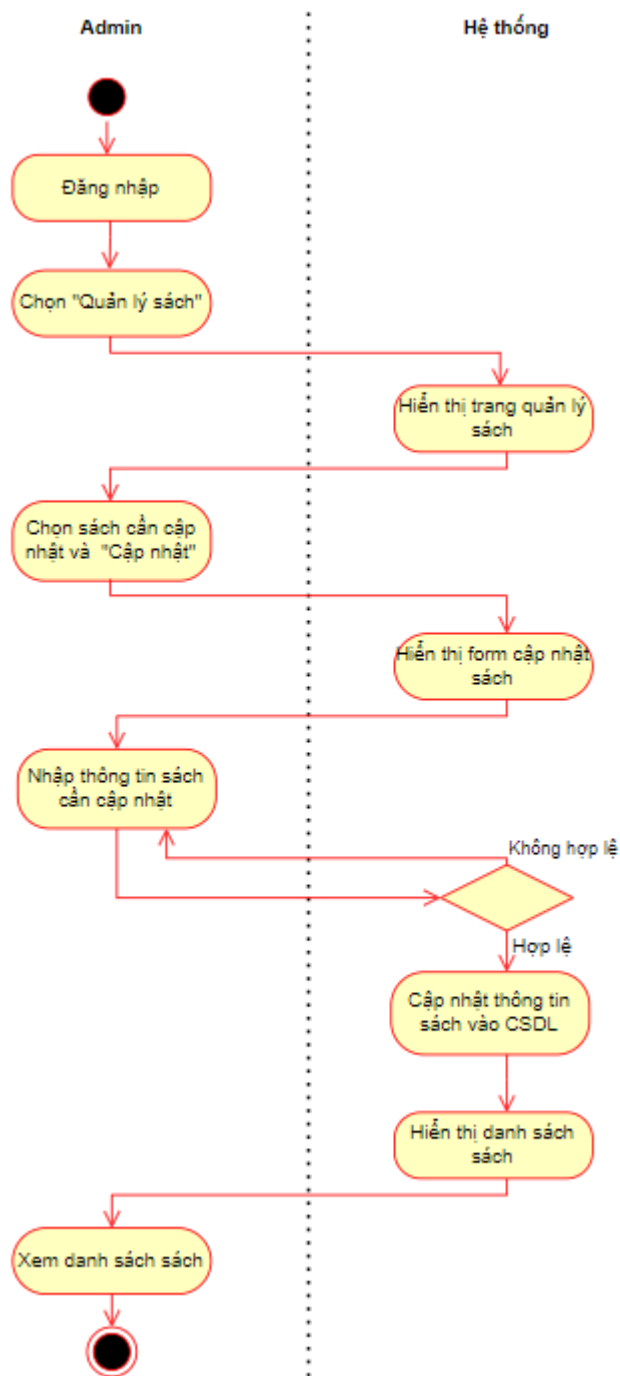 Admin
Hệ thống
Đăng nhập
Chọn "Quản lý sách"
Hiển thị trang quản lý
sách
Chọn sách cần cập
nhật và "Cập nhật"
Hiển thị form cập nhật
sách
Nhập thông tin sách
cần cập nhật
Không hợp lệ
Hợp lệ
Cập nhật thông tin
sách vào CSDL
Hiển thị danh sách
sách
Xem danh sách sách